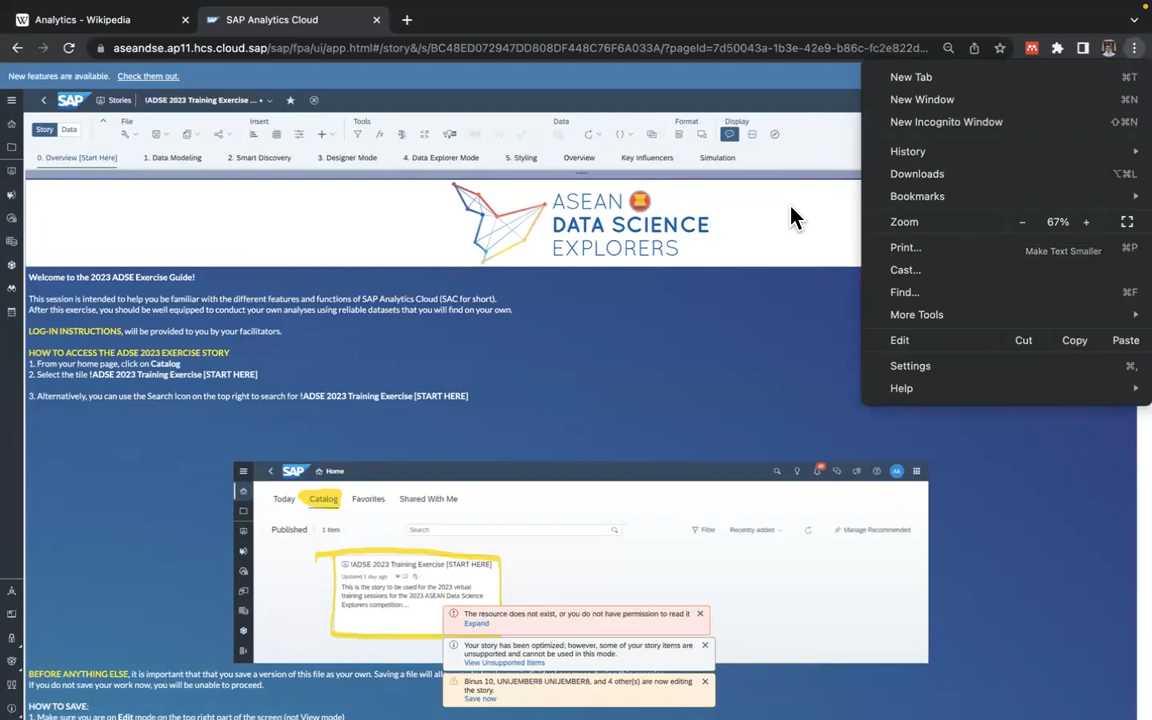 Analytics - Wikipedia
SAP Analytics Cloud
aseandse.ap11.hcs.cloud.sap/sap/fpa/ui/app.html#/story&/s/BC48ED072947DD808DF448C76F6A033A/?pageId=7d50043a-1b3e-42e9-b86c-fc2e822d...
New features are available. Check them out.
SAP Stories !ADSE 2023 Training Exercise ... •
Story Data File Insert Tools Data Format Display
0. Overview [Start Here] 1. Data Modeling 2. Smart Discovery 3. Designer Mode 4. Data Explorer Mode 5. Styling Overview Key Influencers Simulation
ASEAN
DATA SCIENCE
EXPLORERS
New Tab ⌘T
New Window ⌘N
New Incognito Window ⇧⌘N
History
Downloads ⌥⌘L
Bookmarks
Zoom - 67% +
Print... ⌘P
Make Text Smaller
Cast...
Find... ⌘F
More Tools
Edit Cut Copy Paste
Settings ⌘,
Help
Welcome to the 2023 ADSE Exercise Guide!
This session is intended to help you be familiar with the different features and functions of SAP Analytics Cloud (SAC for short).
After this exercise, you should be well equipped to conduct your own analyses using reliable datasets that you will find on your own.
LOG-IN INSTRUCTIONS, will be provided to you by your facilitators.
HOW TO ACCESS THE ADSE 2023 EXERCISE STORY
1. From your home page, click on Catalog
2. Select the tile !ADSE 2023 Training Exercise [START HERE]
3. Alternatively, you can use the Search Icon on the top right to search for !ADSE 2023 Training Exercise [START HERE]
SAP Home AA
Today Catalog Favorites Shared With Me
Published 1 item Search Filter Recently added Manage Recommended
!ADSE 2023 Training Exercise [START HERE]
Updated 1 day ago 12
This is the story to be used for the 2023 virtual
training sessions for the 2023 ASEAN Data Science
Explorers competition....
The resource does not exist, or you do not have permission to read it
Expand
Your story has been optimized; however, some of your story items are
unsupported and cannot be used in this mode.
View Unsupported Items
Binus 10, UNIJEMBER8 UNIJEMBER8, and 4 other(s) are now editing
the story.
Save now
BEFORE ANYTHING ELSE, it is important that that you save a version of this file as your own. Saving a file will all
If you do not save your work now, you will be unable to proceed.
HOW TO SAVE:
1. Make sure you are on Edit mode on the top right part of the screen (not View mode)